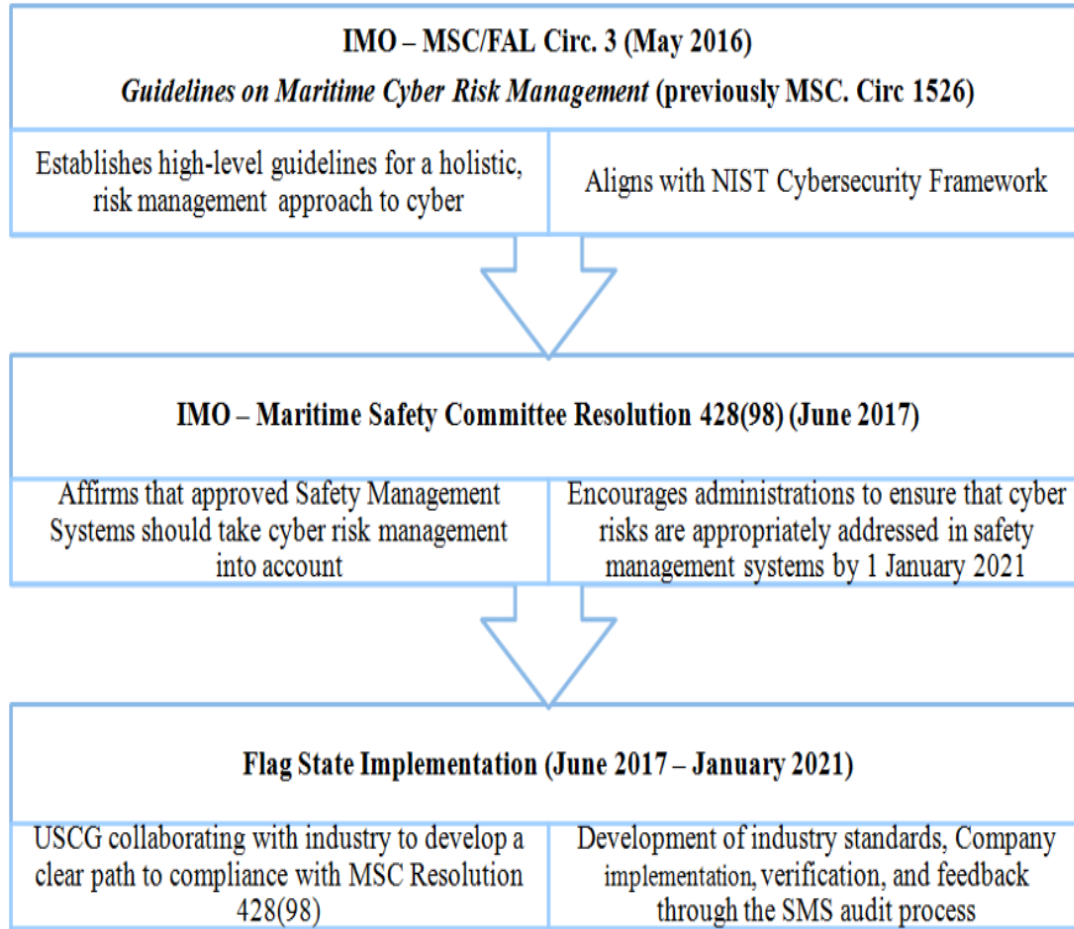 IMO – MSC/FAL Circ. 3 (May 2016)
Guidelines on Maritime Cyber Risk Management (previously MSC. Circ 1526)
Establishes high-level guidelines for a holistic,
risk management approach to cyber
Aligns with NIST Cybersecurity Framework
IMO – Maritime Safety Committee Resolution 428(98) (June 2017)
Affirms that approved Safety Management
Systems should take cyber risk management
into account
Encourages administrations to ensure that cyber
risks are appropriately addressed in safety
management systems by 1 January 2021
Flag State Implementation (June 2017 – January 2021)
USCG collaborating with industry to develop a
clear path to compliance with MSC Resolution
428(98)
Development of industry standards, Company
implementation, verification, and feedback
through the SMS audit process